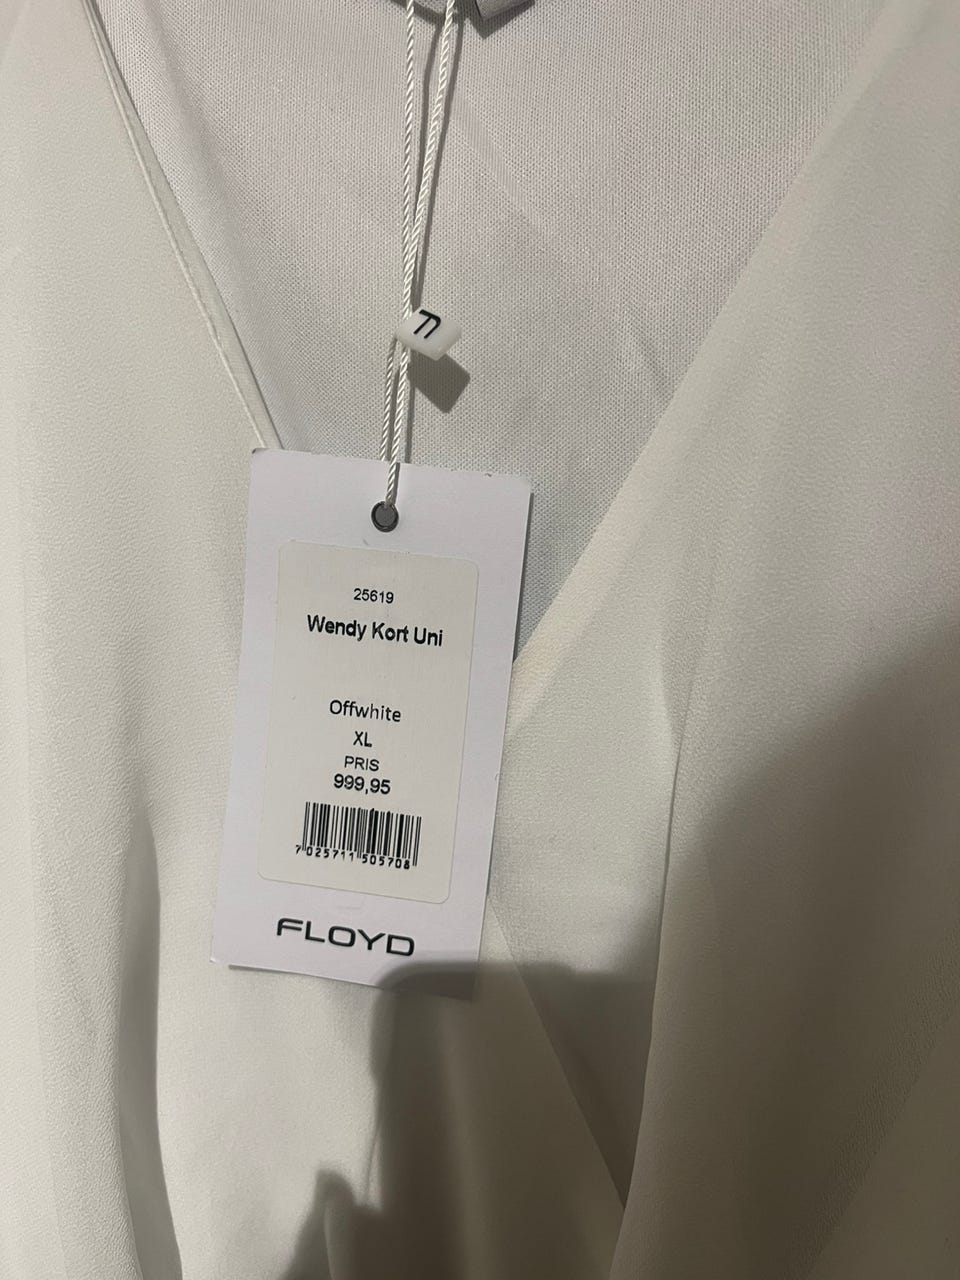 25619
Wendy Kort Uni
Offwhite
XL
PRIS
999,95
7 025711 505708
FLOYD